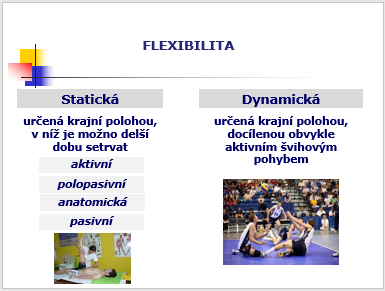 FLEXIBILITA
Statická
určená krajní polohou,
v níž je možno delší
dobu setrvat
aktivní
polopasivní
anatomická
pasivní
Dynamická
určená krajní polohou,
docílenou obvykle
aktivním švihovým
pohybem